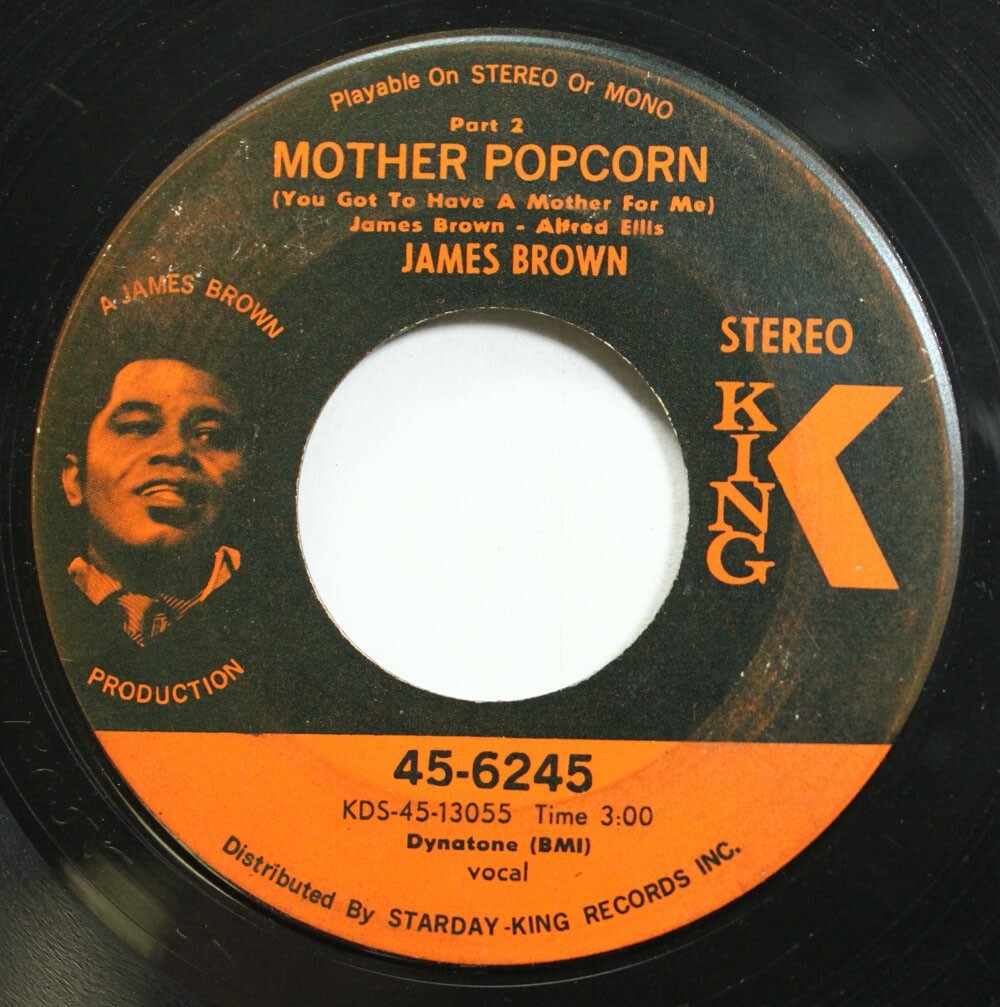 Playable On STEREO Or MONO
Part 2
MOTHER POPCORN
(You Got To Have A Mother For Me)
James Brown - Alfred Ellis
JAMES BROWN
A JAMES BROWN
PRODUCTION
STEREO
KING
K
45-6245
KDS-45-13055 Time 3:00
Dynatone (BMI)
vocal
Distributed By STARDAY-KING RECORDS INC.